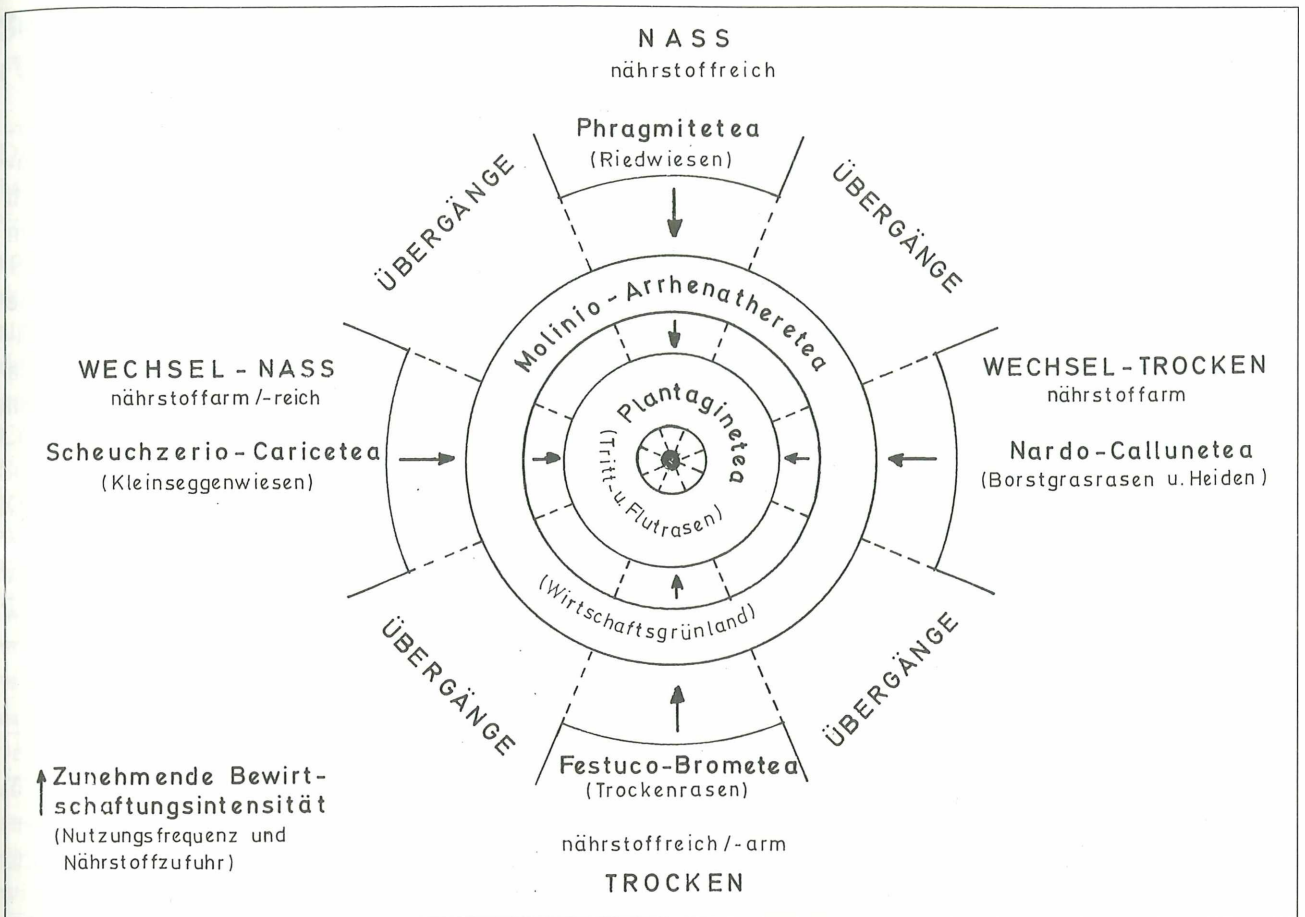 NASS
nährstoffreich
Phragmitetea
(Riedwiesen)
ÜBERGÄNGE
ÜBERGÄNGE
Molinio-Arrhenatheretea
WECHSEL-NASS
nährstoffarm/-reich
Scheuchzerio-Caricetea
(Kleinseggenwiesen)
Plantaginetea
(Tritt-u. Flutrasen)
WECHSEL-TROCKEN
nährstoffarm
Nardo-Callunetea
(Borstgrasrasen u. Heiden)
(Wirtschaftsgrünland)
ÜBERGÄNGE
ÜBERGÄNGE
Festuco-Brometea
(Trockenrasen)
nährstoffreich/-arm
TROCKEN
Zunehmende Bewirt-
schaftungsintensität
(Nutzungsfrequenz und
Nährstoffzufuhr)